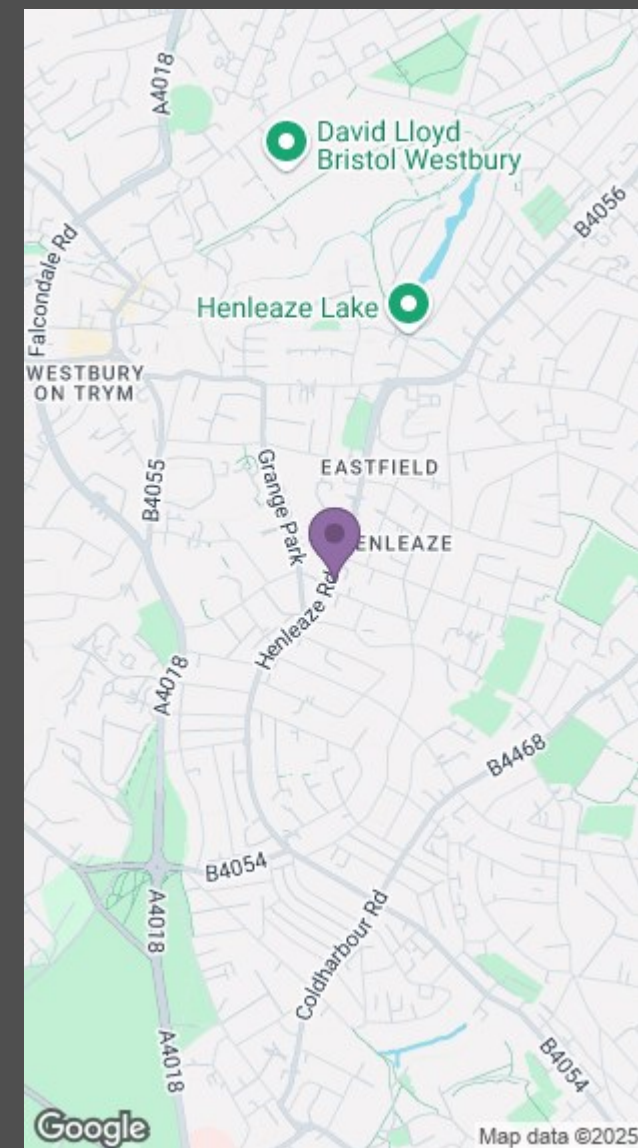 A4018
David Lloyd
Bristol Westbury
B4056
Falcondale Rd
Henleaze Lake
WESTBURY
ON TRYM
B4055
Grange Park
EASTFIELD
ENLEAZE
Henleaze Rd
A4018
B4468
B4054
A4018
Coldharbour Rd
A4018
B4054
Google
Map data ©2025